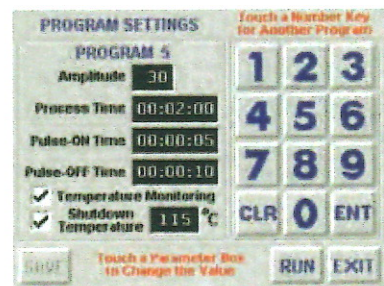 PROGRAM SETTINGS
Touch a Number Key
for Another Program
PROGRAM 5
Amplitude 30
Process Time 00:02:00
Pulse-ON Time 00:00:05
Pulse-OFF Time 00:00:10
Temperature Monitoring
Shutdown
Temperature 115 °C
1 2 3
4 5 6
7 8 9
CLR 0 ENT
SAVE
Touch a Parameter Box
to Change the Value
RUN EXIT